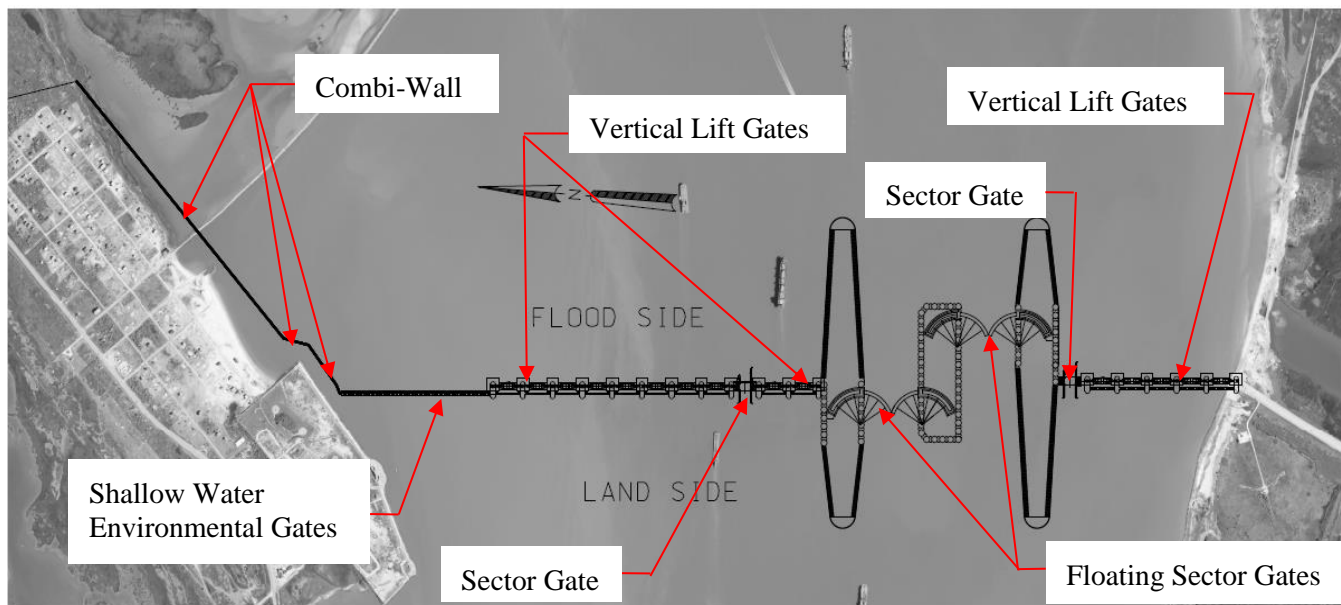 Combi-Wall
Vertical Lift Gates
Vertical Lift Gates
Sector Gate
N
FLOOD SIDE
LAND SIDE
Shallow Water
Environmental Gates
Sector Gate
Floating Sector Gates